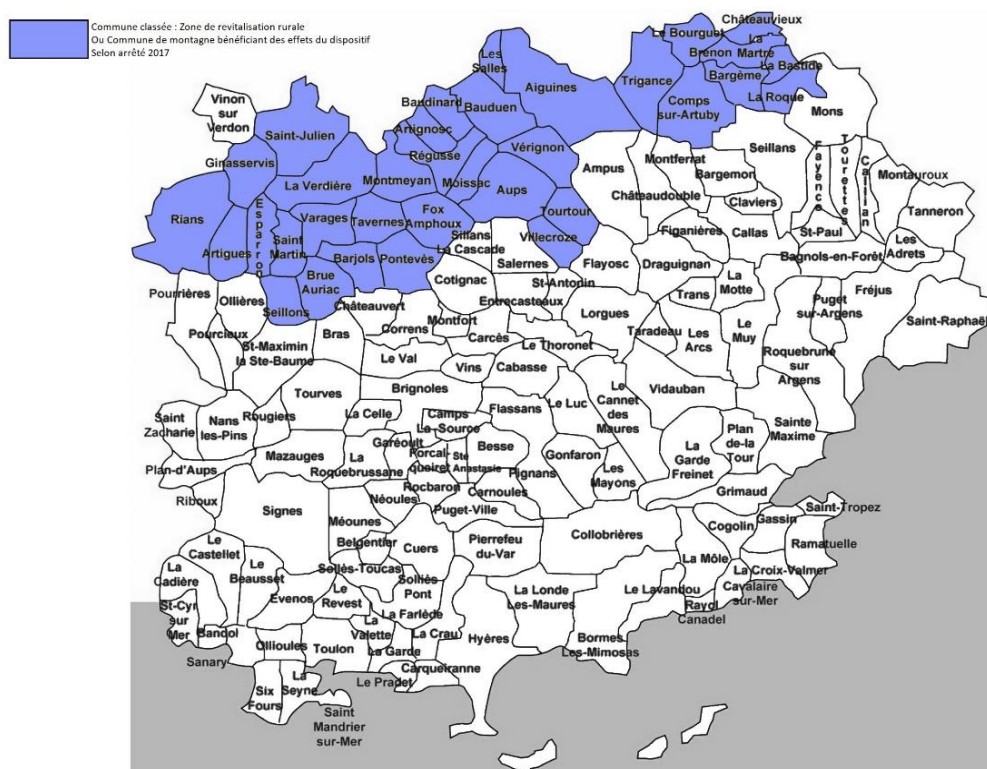 Commune classée : Zone de revitalisation rurale
Ou Commune de montagne bénéficiant des effets du dispositif
Selon arrêté 2017
Châteauvieux
Le Bourguet
La
Martre
Brenon
Les
Salles
La Bastide
Bargème
Trigance
Aiguines
La Roque
Comps
sur-Artuby
Mons
Vinon
sur
Verdon
Baudinard
Bauduen
Saint-Julien
Artignosc
Vérignon
Régusse
Seillans
Ginasservis
Ampus
Montferrat
Bargemon
Fayence
Tourettes
Callian
Montauroux
La Verdière
Montmeyan
Moissac
Aups
Châteaudouble
Claviers
Tanneron
Rians
Esparron
Varages
Tavernes
Fox
Amphoux
Tourtour
Artigues
Saint
Martin
Sillans
La Cascade
Villecroze
Figanières
Callas
St-Paul
Les
Adrets
Barjols
Pontevès
Salernes
Flayosc
Draguignan
Bagnols-en-Forêt
Brue
Auriac
Cotignac
St-Antonin
La
Motte
Fréjus
Pourrières
Ollières
Seillons
Châteauvert
Entrecasteaux
Trans
Puget
sur-Argens
Saint-Raphaël
Lorgues
Pourcieux
St-Maximin
la Ste-Baume
Bras
Correns
Montfort
Carcès
Taradeau
Les
Arcs
Le
Muy
Le Thoronet
Le Val
Vins
Cabasse
Roquebrune
sur
Argens
Brignoles
Tourves
Le
Cannet
des
Maures
Vidauban
Saint
Zacharie
Nans
les-Pins
Rougiers
La Celle
Camps
La-Source
Flassans
Le Luc
Sainte
Maxime
Plan
de-la
Tour
Garéoult
Forcal-
queiret
Ste
Anastasie
Besse
Gonfaron
La
Garde
Freinet
Plan-d'Aups
Mazauges
La
Roquebrussane
Pignans
Les
Mayons
Riboux
Rocbaron
Carnoules
Néoules
Grimaud
Puget-Ville
Signes
Saint-Tropez
Méounes
Gassin
Cogolin
Collobrières
Pierrefeu
du-Var
Ramatuelle
Le
Castellet
Belgentier
Cuers
La Môle
Le
Beausset
Solliès-Toucas
La Croix-Valmer
La
Cadière
Solliès
Pont
La Londe
Les-Maures
Le Lavandou
Cavalaire
sur-Mer
Evenos
Le
Revest
Rayol
Canadel
St-Cyr
sur
Mer
La Farlède
Bandol
Ollioules
Toulon
La
Valette
La Crau
Hyères
Bormes
Les-Mimosas
Sanary
La Garde
Carqueiranne
Le Pradet
Six
Fours
La
Seyne
Saint
Mandrier
sur-Mer